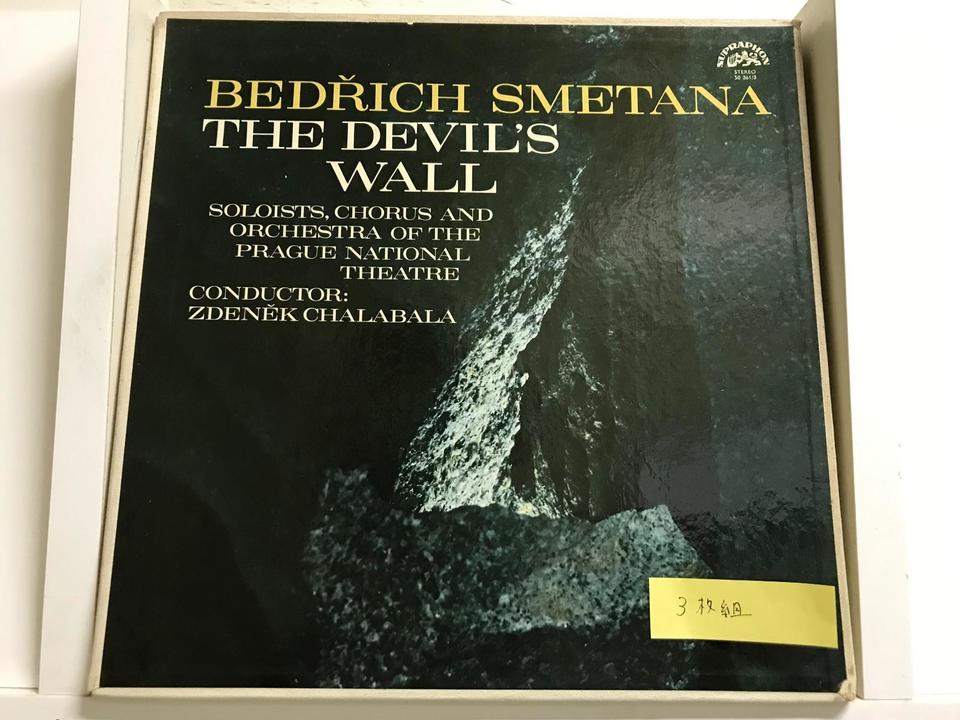 SUPRAPHON
STEREO
BEDŘICH SMETANA
THE DEVIL'S
WALL
SOLOISTS, CHORUS AND
ORCHESTRA OF THE
PRAGUE NATIONAL
THEATRE
CONDUCTOR:
ZDENĚK CHALABALA
3枚組